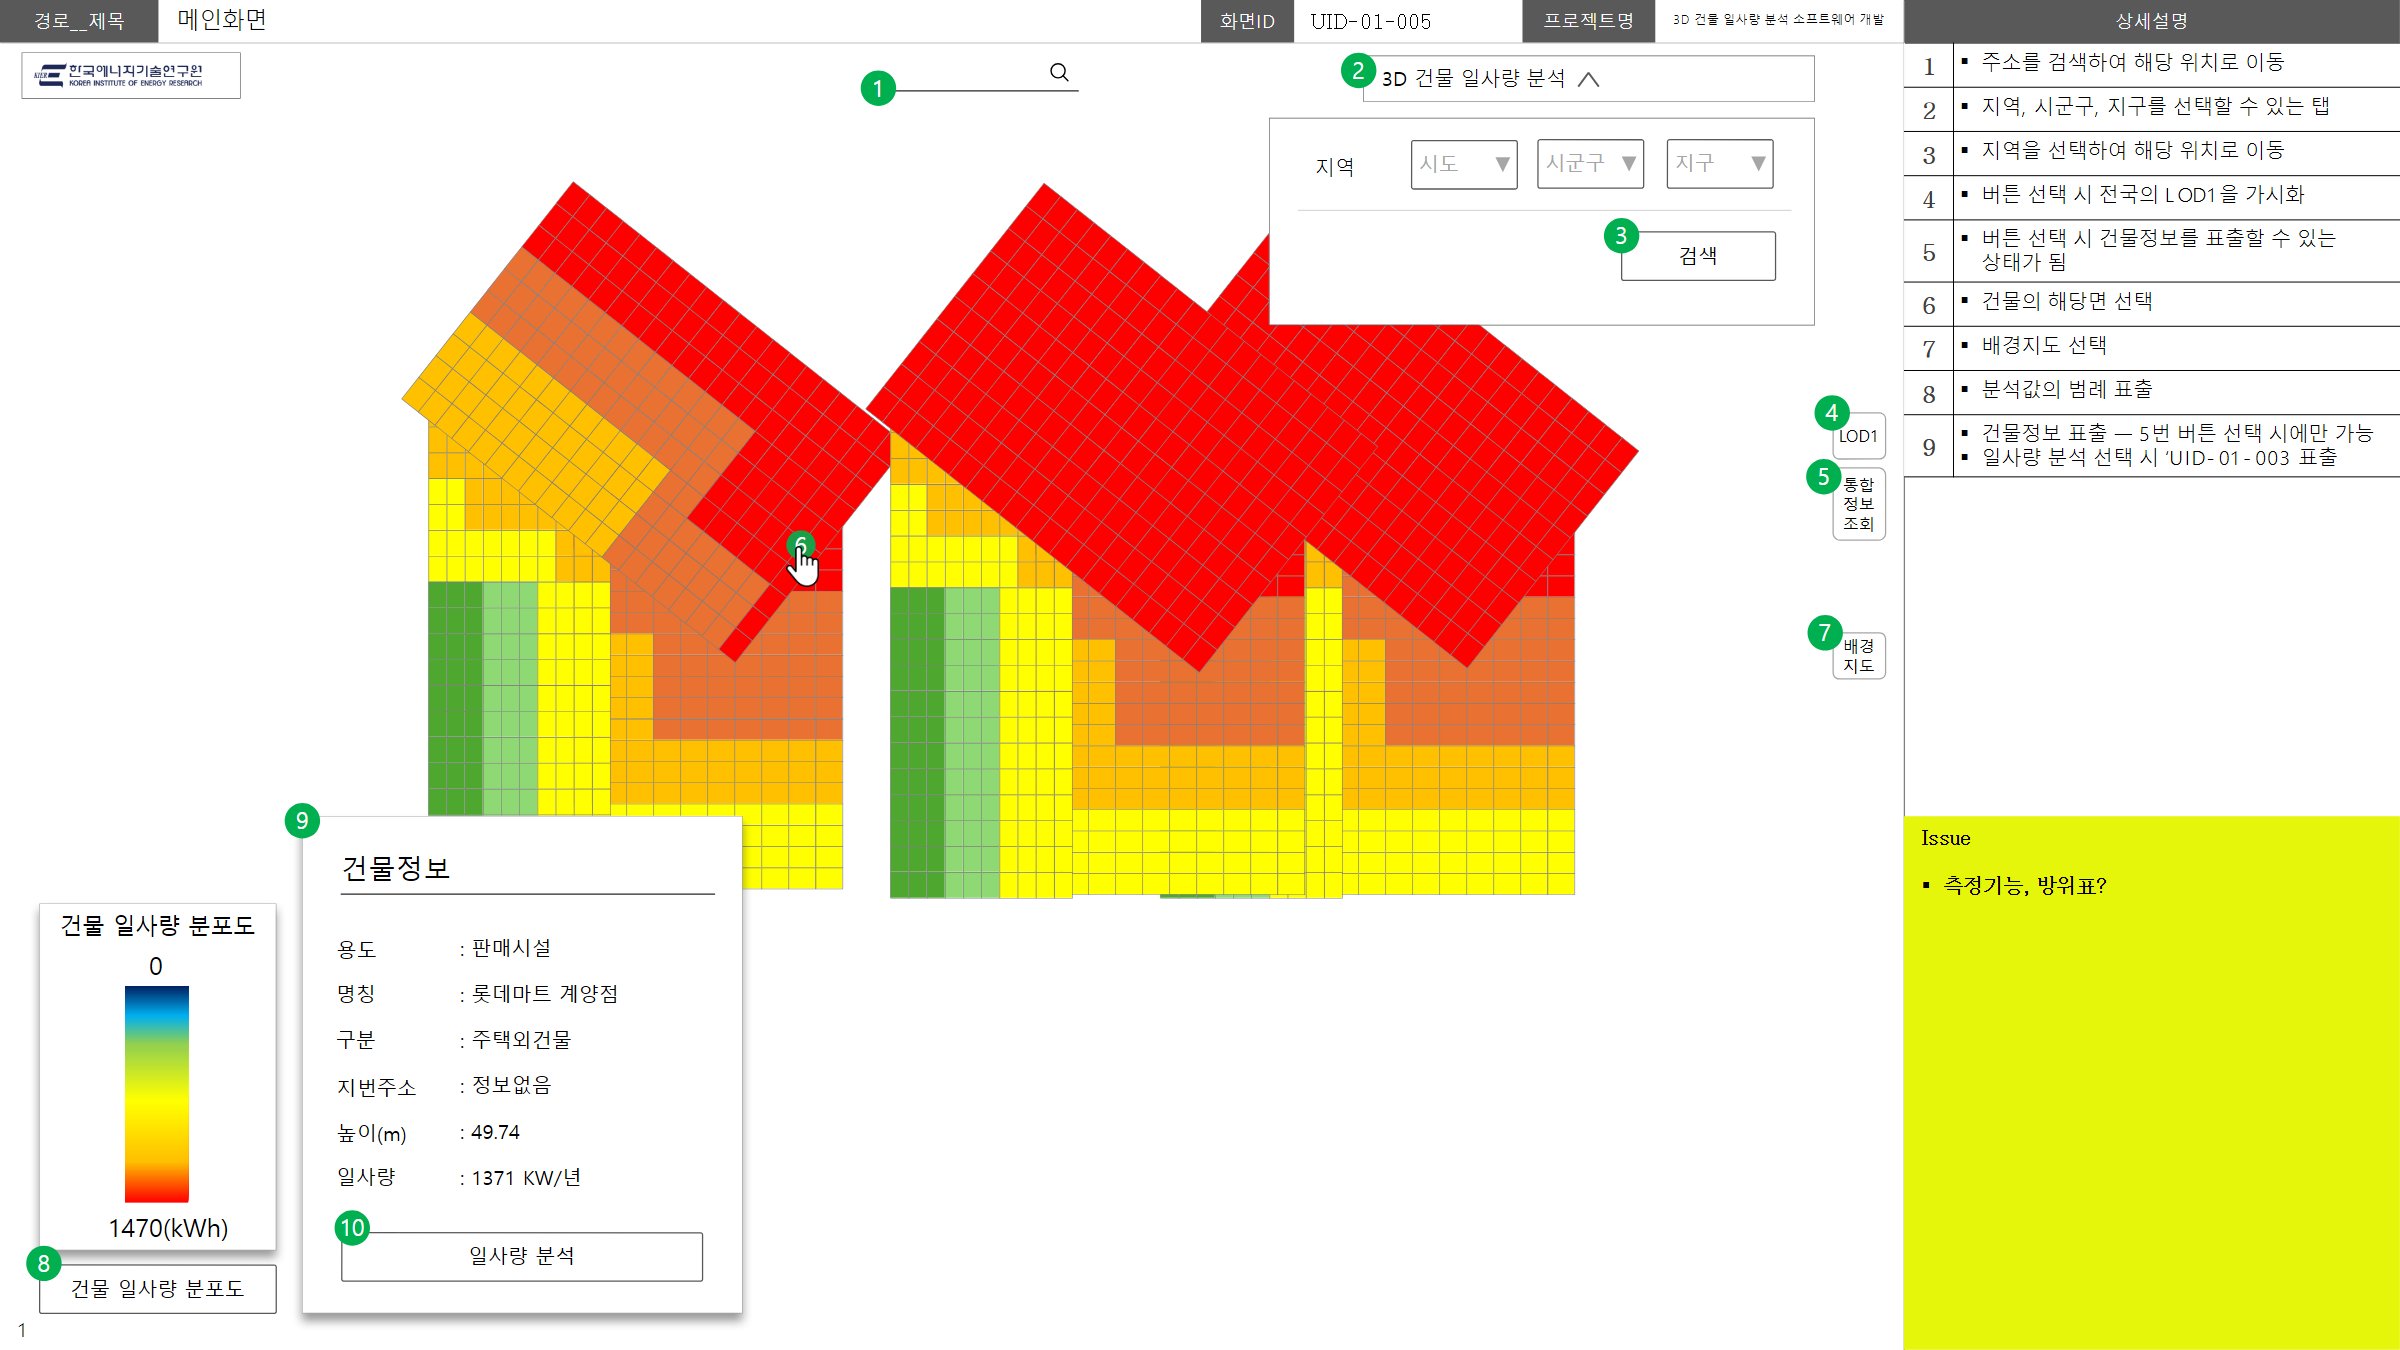 경로__제목
메인화면
화면ID
UID-01-005
프로젝트명
3D 건물 일사량 분석 소프트웨어 개발
상세설명
KIER 한국에너지기술연구원
KOREA INSTITUTE OF ENERGY RESEARCH
1
2
3D 건물 일사량 분석
지역
시도 ▼
시군구 ▼
지구 ▼
3
검색
4
LOD1
5
통합
정보
조회
6
7
배경
지도
9
건물정보
용도 : 판매시설
명칭 : 롯데마트 계양점
구분 : 주택외건물
지번주소 : 정보없음
높이(m) : 49.74
일사량 : 1371 KW/년
10
일사량 분석
건물 일사량 분포도
0
1470(kWh)
8
건물 일사량 분포도
1
1 ▪ 주소를 검색하여 해당 위치로 이동
2 ▪ 지역, 시군구, 지구를 선택할 수 있는 탭
3 ▪ 지역을 선택하여 해당 위치로 이동
4 ▪ 버튼 선택 시 전국의 LOD1을 가시화
5 ▪ 버튼 선택 시 건물정보를 표출할 수 있는
상태가 됨
6 ▪ 건물의 해당면 선택
7 ▪ 배경지도 선택
8 ▪ 분석값의 범례 표출
9 ▪ 건물정보 표출 – 5번 버튼 선택 시에만 가능
▪ 일사량 분석 선택 시 ‘UID-01-003 표출
Issue
▪ 측정기능, 방위표?